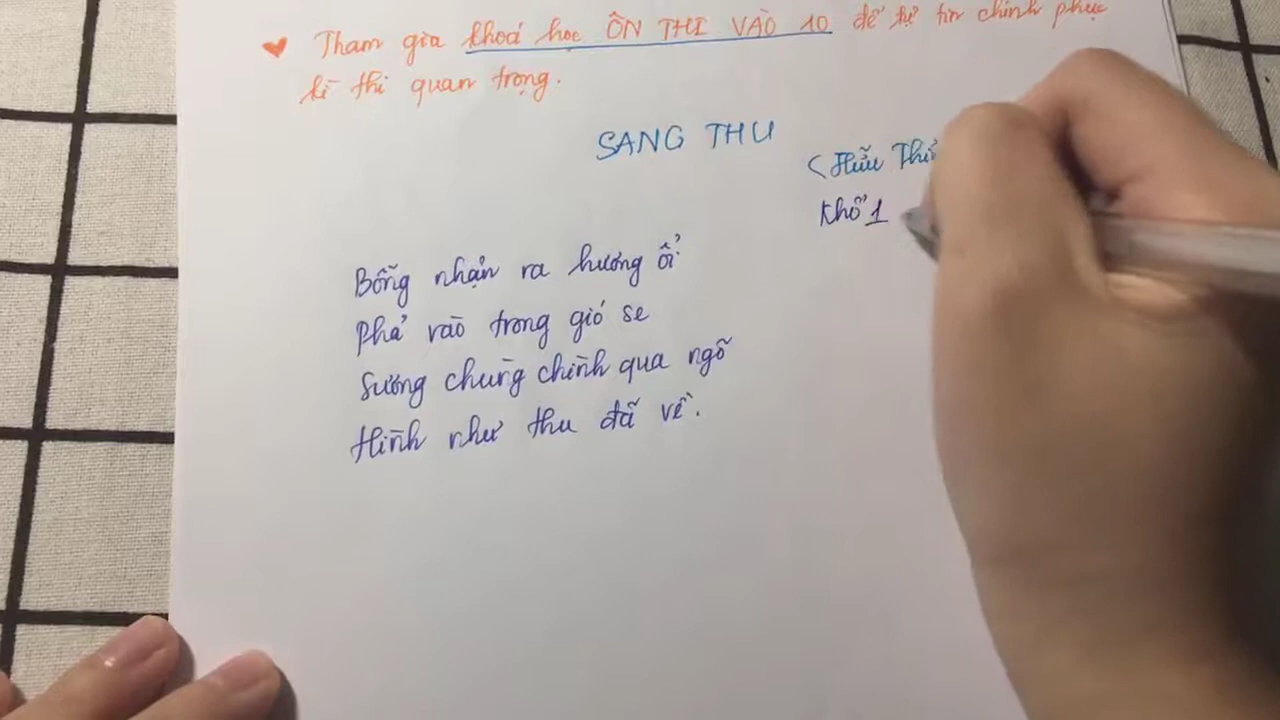 Tham gia khoá học ÔN THI VÀO 10 để tự tin chinh phục
kì thi quan trọng.
SANG THU
(Hữu
Khổ 1
Bỗng nhận ra hương ổi
Phả vào trong gió se
Sương chùng chình qua ngõ
Hình như thu đã về.